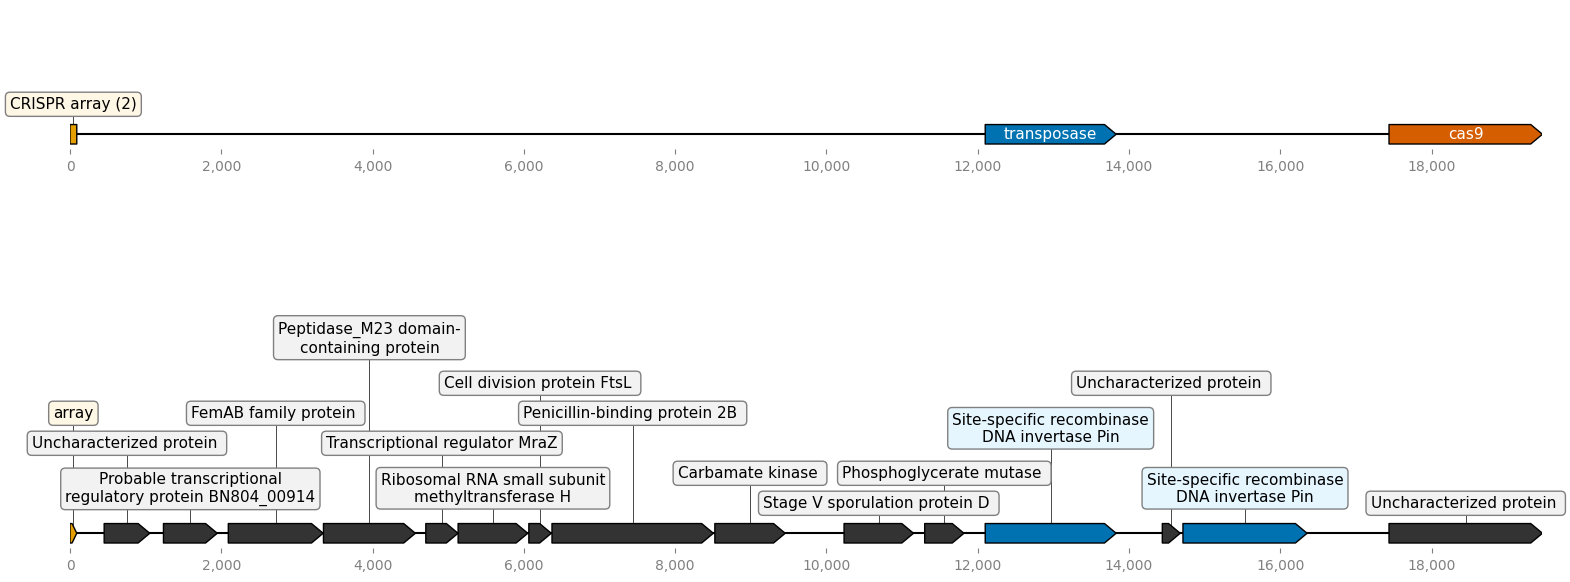 CRISPR array (2)
transposase
cas9
0 2,000 4,000 6,000 8,000 10,000 12,000 14,000 16,000 18,000
Peptidase_M23 domain-
containing protein
Cell division protein FtsL
Uncharacterized protein
array
FemAB family protein
Penicillin-binding protein 2B
Site-specific recombinase
DNA invertase Pin
Uncharacterized protein
Transcriptional regulator MraZ
Probable transcriptional
regulatory protein BN804_00914
Ribosomal RNA small subunit
methyltransferase H
Carbamate kinase
Phosphoglycerate mutase
Site-specific recombinase
DNA invertase Pin
Stage V sporulation protein D
Uncharacterized protein
0 2,000 4,000 6,000 8,000 10,000 12,000 14,000 16,000 18,000